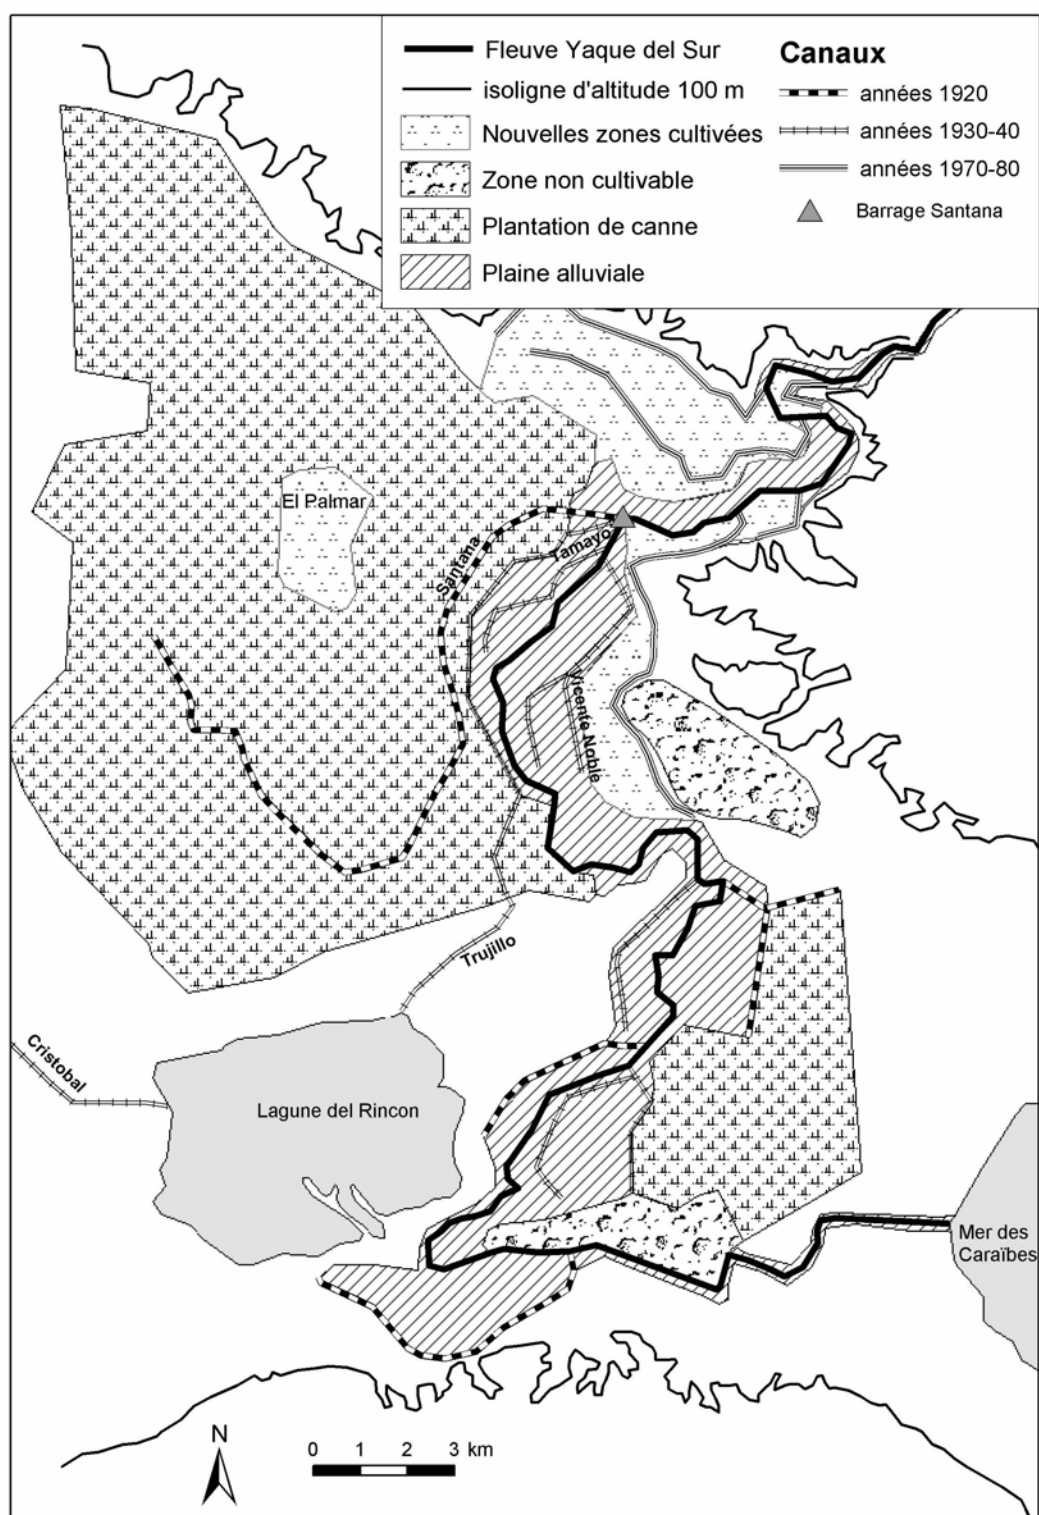 Fleuve Yaque del Sur
isoligne d'altitude 100 m
Nouvelles zones cultivées
Zone non cultivable
Plantation de canne
Plaine alluviale
Canaux
années 1920
années 1930-40
années 1970-80
Barrage Santana
El Palmar
Santana
Tamayo
Vicente Noble
Trujillo
Cristobal
Lagune del Rincon
Mer des
Caraïbes
N
0 1 2 3 km